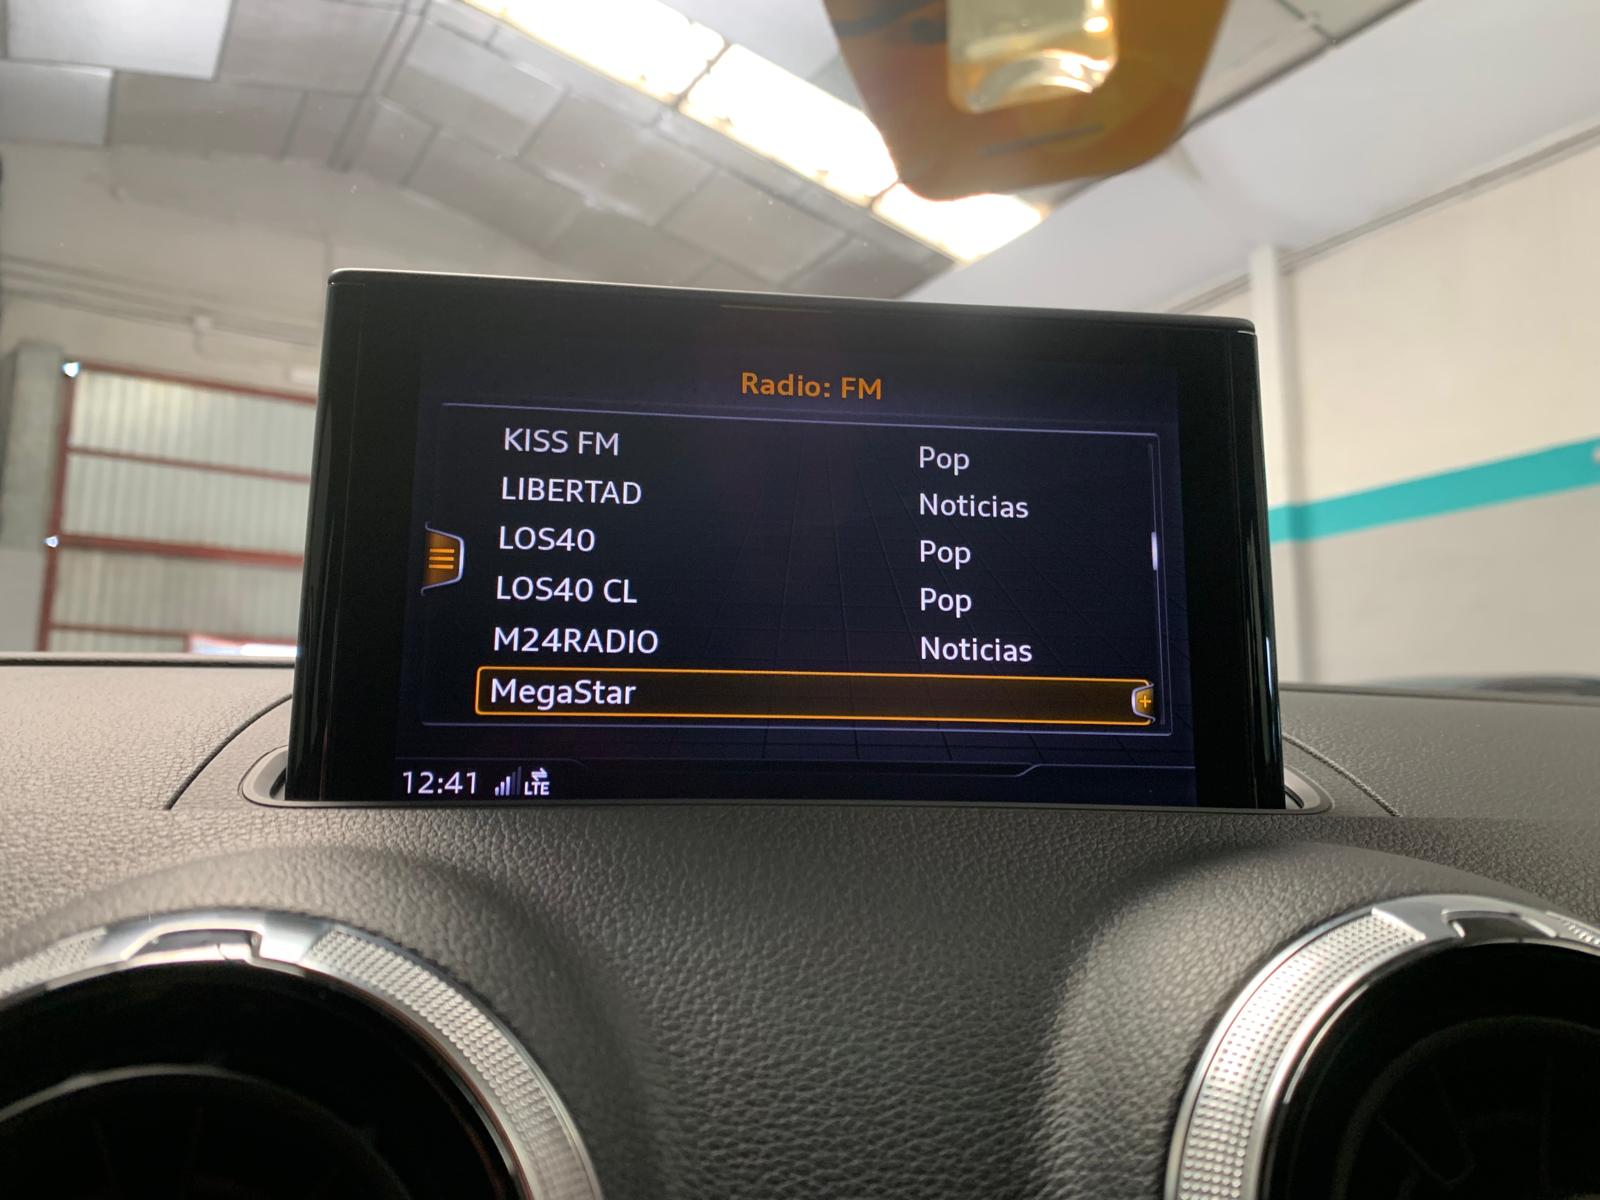 Radio: FM
KISS FM Pop
LIBERTAD Noticias
LOS40 Pop
LOS40 CL Pop
M24RADIO Noticias
MegaStar
12:41 LTE